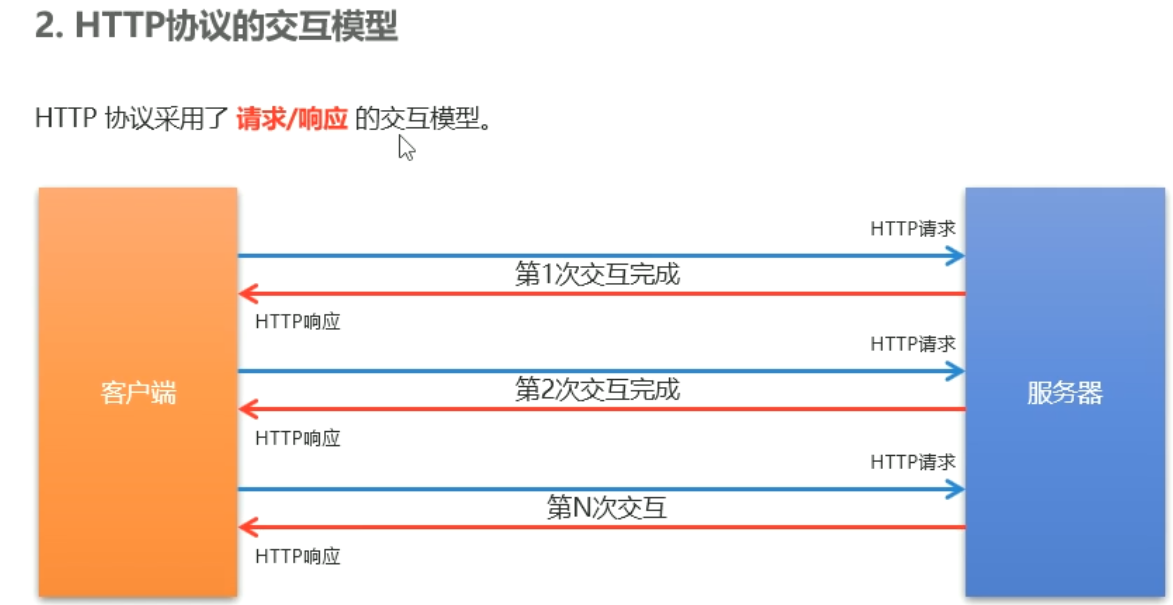 2. HTTP协议的交互模型
HTTP 协议采用了 请求/响应 的交互模型。
HTTP请求
第1次交互完成
HTTP响应
HTTP请求
客户端
第2次交互完成
服务器
HTTP响应
HTTP请求
第N次交互
HTTP响应